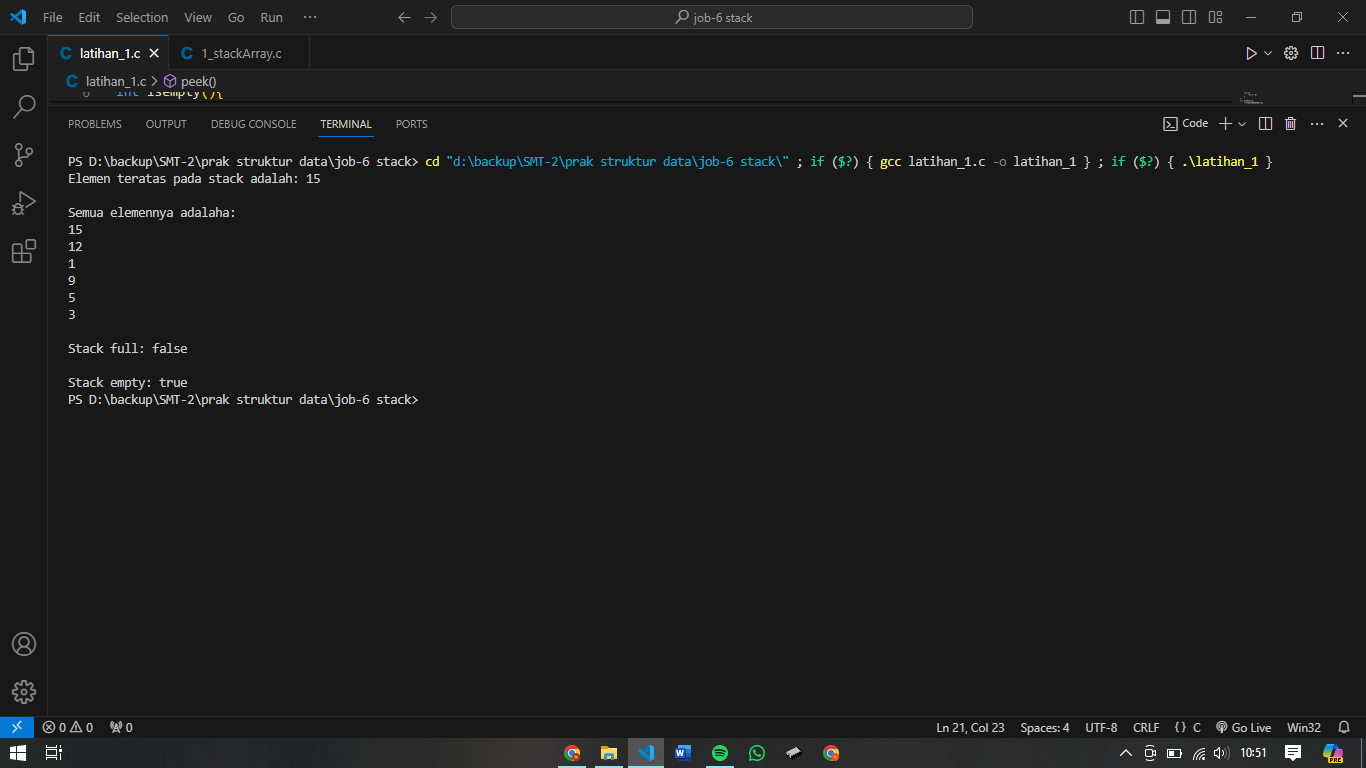 File Edit Selection View Go Run ··· job-6 stack
C latihan_1.c C 1_stackArray.c
C latihan_1.c > peek()
6 int isempty(){
PROBLEMS OUTPUT DEBUG CONSOLE TERMINAL PORTS Code
PS D:\backup\SMT-2\prak struktur data\job-6 stack> cd "d:\backup\SMT-2\prak struktur data\job-6 stack\" ; if ($?) { gcc latihan_1.c -o latihan_1 } ; if ($?) { .\latihan_1 }
Elemen teratas pada stack adalah: 15
Semua elemennya adalaha:
15
12
1
9
5
3
Stack full: false
Stack empty: true
PS D:\backup\SMT-2\prak struktur data\job-6 stack>
0 0 0 Ln 21, Col 23 Spaces: 4 UTF-8 CRLF {} C Go Live Win32
10:51